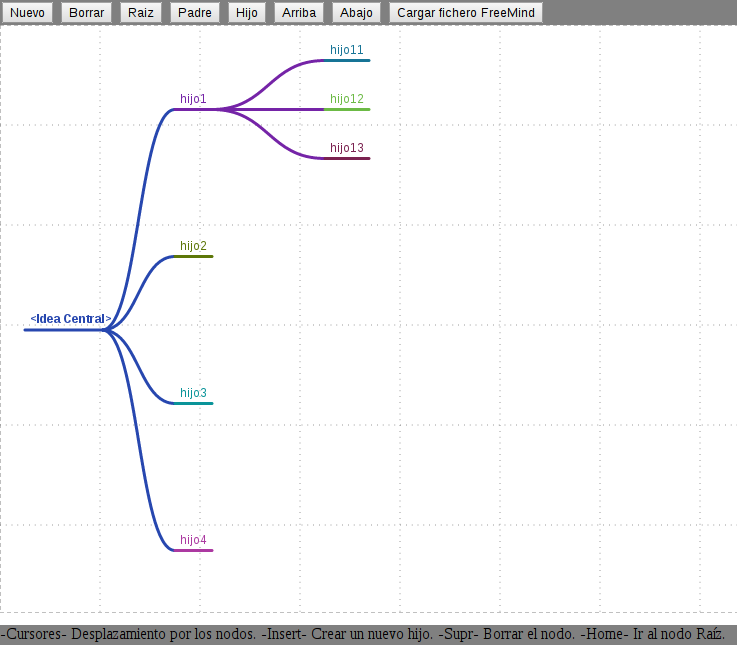 Nuevo Borrar Raiz Padre Hijo Arriba Abajo Cargar fichero FreeMind
hijo11
hijo1 hijo12
hijo13
hijo2
<Idea Central>
hijo3
hijo4
-Cursores- Desplazamiento por los nodos. -Insert- Crear un nuevo hijo. -Supr- Borrar el nodo. -Home- Ir al nodo Raíz.